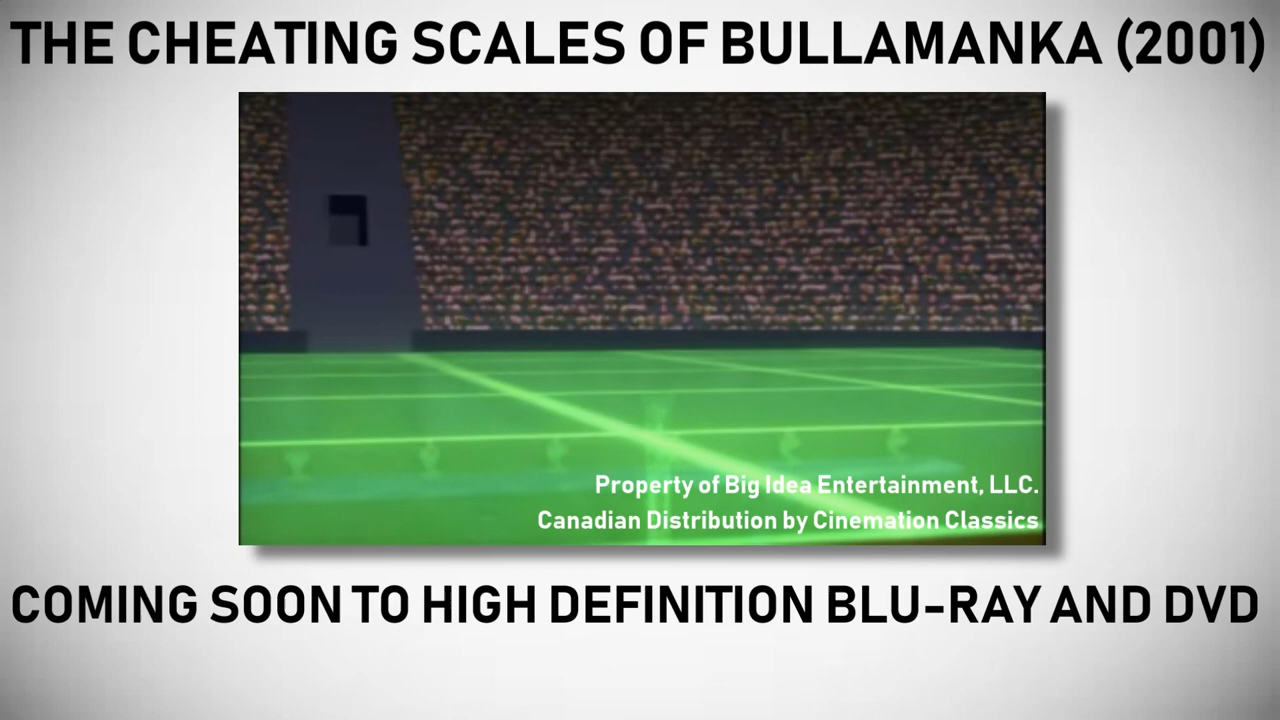 THE CHEATING SCALES OF BULLAMANKA (2001)
Property of Big Idea Entertainment, LLC.
Canadian Distribution by Cinemation Classics
COMING SOON TO HIGH DEFINITION BLU-RAY AND DVD